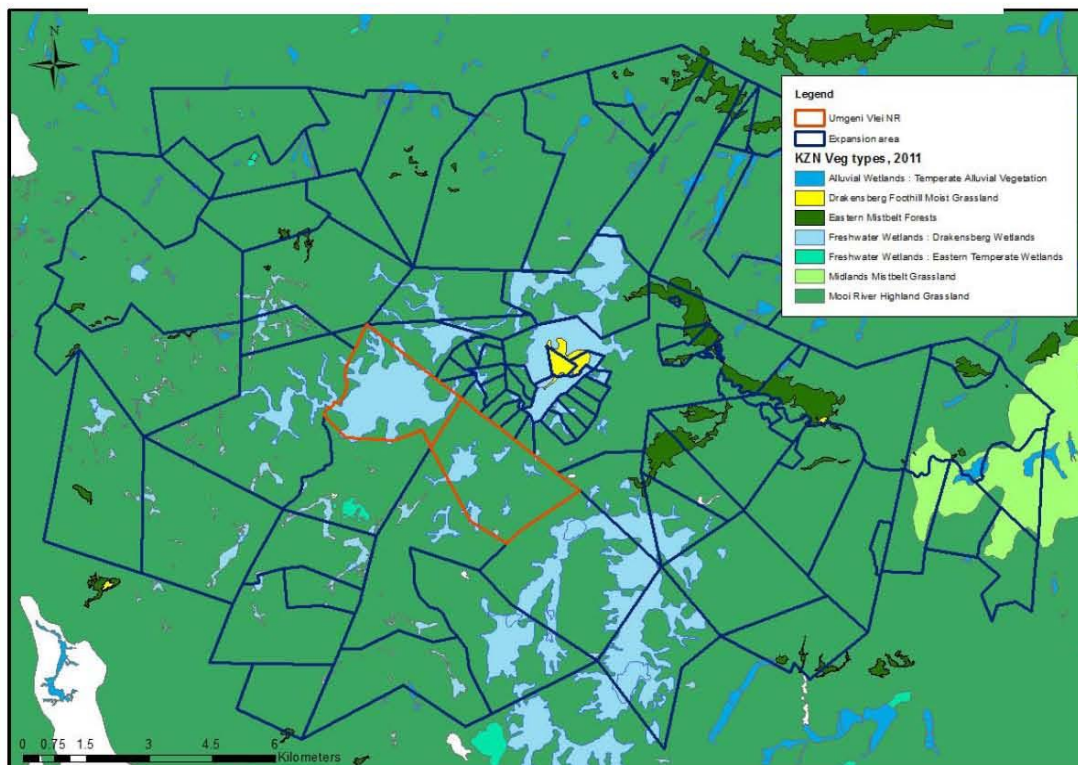 N
Legend
Umgeni Vlei NR
Expansion area
KZN Veg types, 2011
Alluvial Wetlands : Temperate Alluvial Vegetation
Drakensberg Foothill Moist Grassland
Eastern Mistbelt Forests
Freshwater Wetlands : Drakensberg Wetlands
Freshwater Wetlands : Eastern Temperate Wetlands
Midlands Mistbelt Grassland
Mooi River Highland Grassland
0 0.75 1.5 3 4.5 6
Kilometers